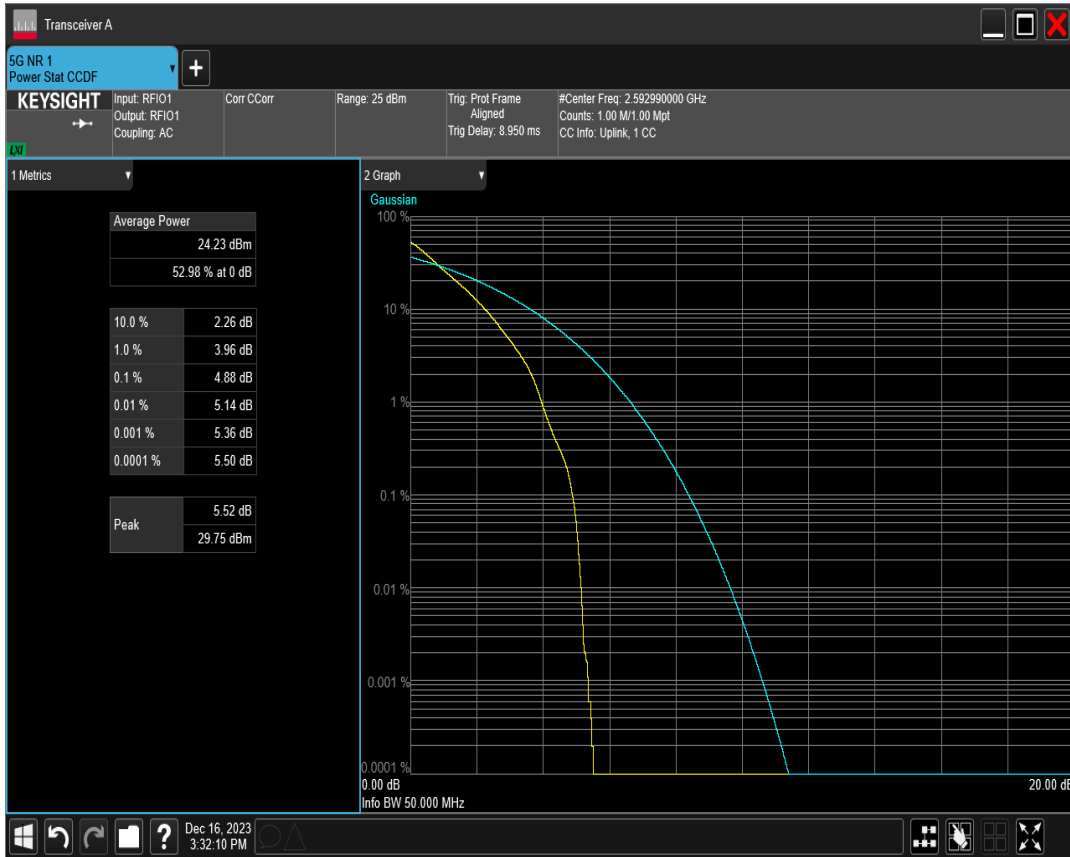 Transceiver A
5G NR 1
Power Stat CCDF
+
KEYSIGHT
LXI
Input: RFIO1
Output: RFIO1
Coupling: AC
Corr CCorr
Range: 25 dBm
Trig: Prot Frame
Aligned
Trig Delay: 8.950 ms
#Center Freq: 2.592990000 GHz
Counts: 1.00 M/1.00 Mpt
CC Info: Uplink, 1 CC
1 Metrics
Average Power
24.23 dBm
52.98 % at 0 dB
10.0 % 2.26 dB
1.0 % 3.96 dB
0.1 % 4.88 dB
0.01 % 5.14 dB
0.001 % 5.36 dB
0.0001 % 5.50 dB
Peak
5.52 dB
29.75 dBm
2 Graph
Gaussian
100 %
10 %
1 %
0.1 %
0.01 %
0.001 %
0.0001 %
0.00 dB
20.00 dB
Info BW 50.000 MHz
?
Dec 16, 2023
3:32:10 PM